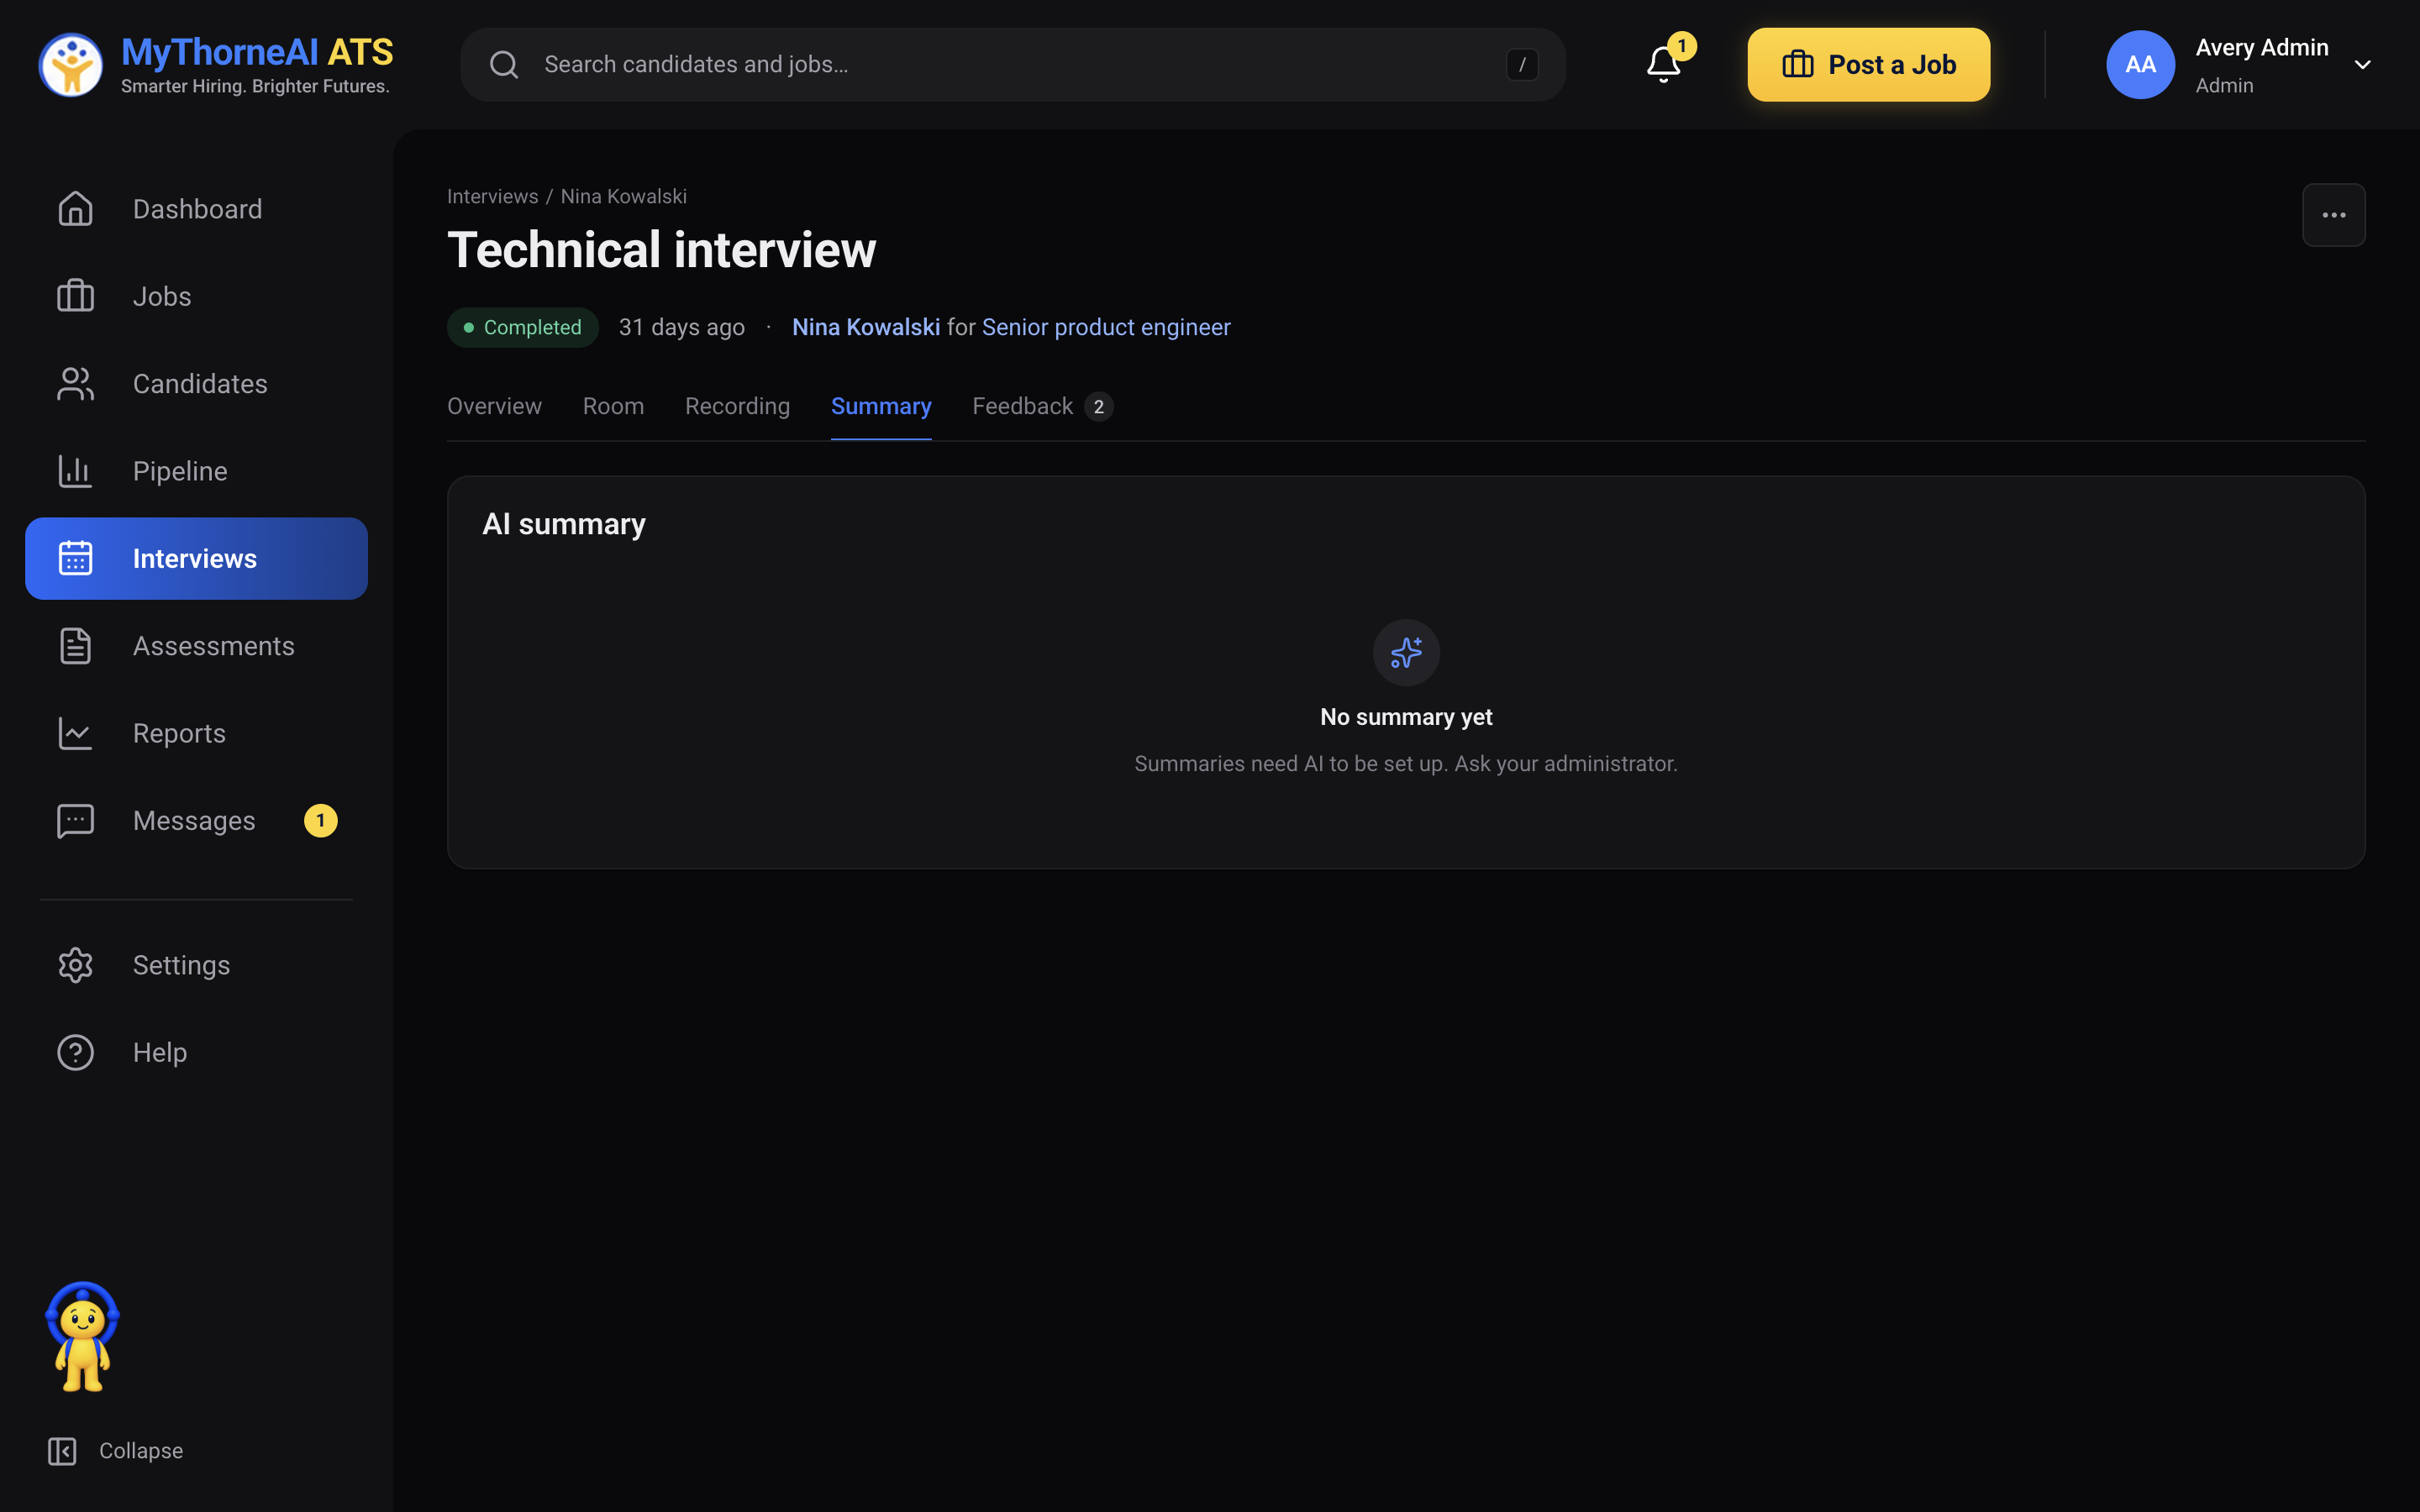 MyThorneAI ATS
Smarter Hiring. Brighter Futures.
Search candidates and jobs...
/
1
Post a Job
AA
Avery Admin
Admin
Dashboard
Jobs
Candidates
Pipeline
Interviews
Assessments
Reports
Messages 1
Settings
Help
Collapse
Interviews / Nina Kowalski
Technical interview
Completed 31 days ago · Nina Kowalski for Senior product engineer
Overview Room Recording Summary Feedback 2
AI summary
No summary yet
Summaries need AI to be set up. Ask your administrator.